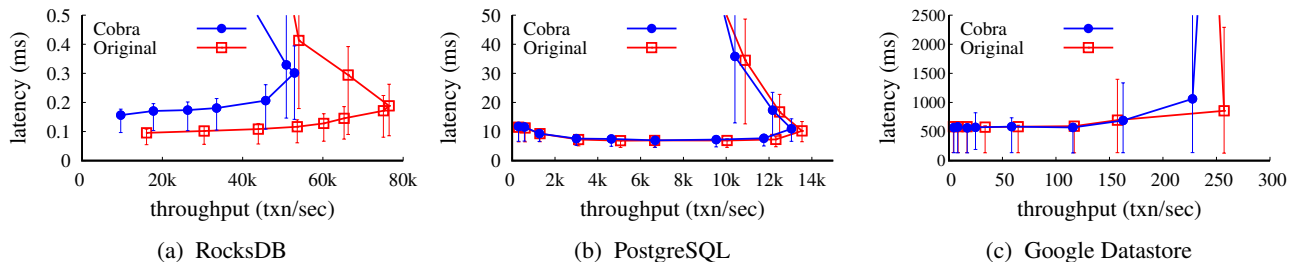 latency (ms)
0.5
0.4
0.3
0.2
0.1
0
Cobra
Original
20k
40k
60k
80k
throughput (txn/sec)
(a) RocksDB
latency (ms)
50
40
30
20
10
0
Cobra
Original
0
2k
4k
6k
8k
10k
12k
14k
throughput (txn/sec)
(b) PostgreSQL
latency (ms)
2500
2000
1500
1000
500
0
Cobra
Original
0
50
100
150
200
250
300
throughput (txn/sec)
(c) Google Datastore